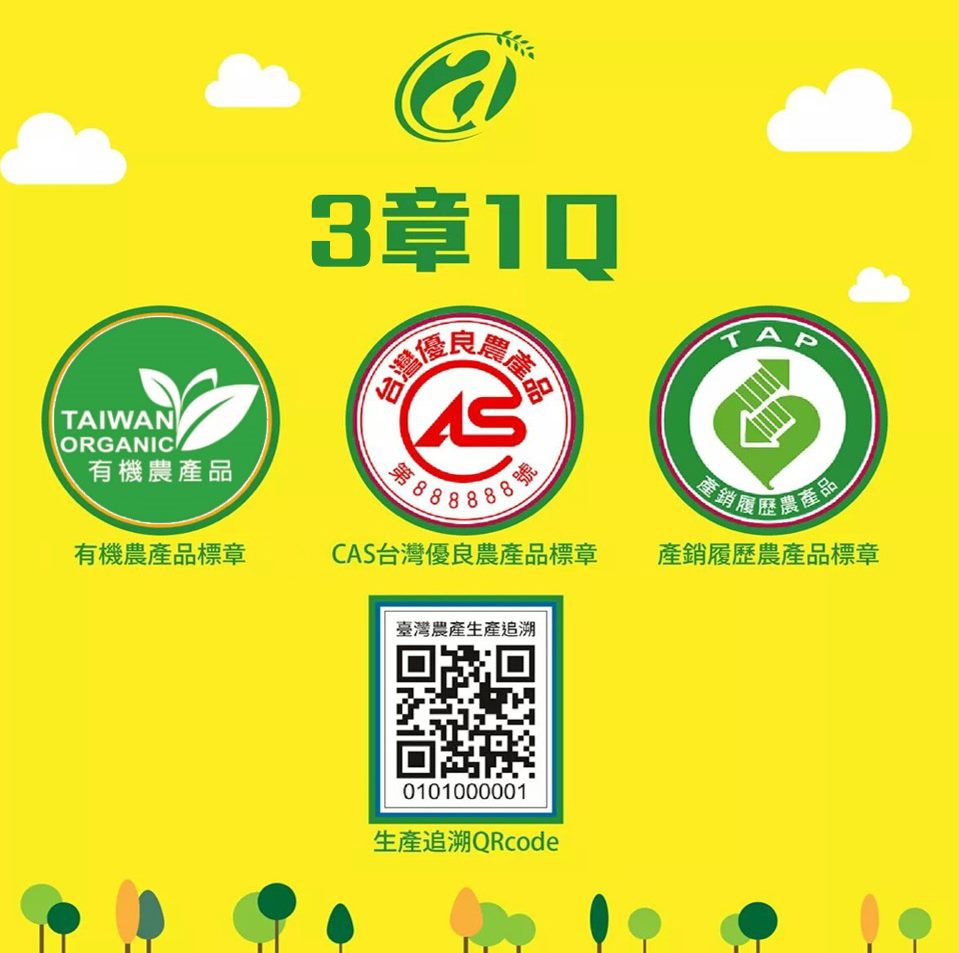 3章1Q
TAIWAN
ORGANIC
有機農產品
有機農產品標章
台灣優良農產品
CAS
第888888號
CAS台灣優良農產品標章
TAP
產銷履歷農產品
產銷履歷農產品標章
臺灣農產生產追溯
0101000001
生產追溯QRcode